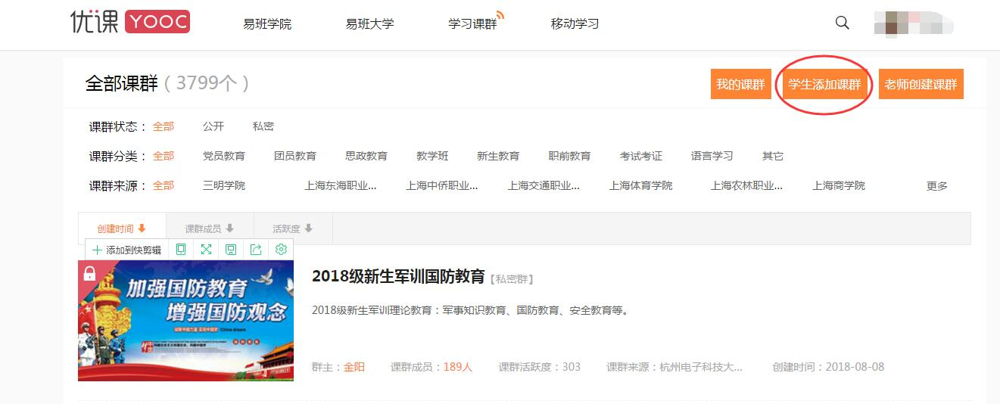 优课 YOOC 易班学院 易班大学 学习课群 移动学习
全部课群（3799个） 我的课群 学生添加课群 老师创建课群
课群状态： 全部 公开 私密
课群分类： 全部 党员教育 团员教育 思政教育 教学班 新生教育 职前教育 考试考证 语言学习 其它
课群来源： 全部 三明学院 上海东海职业... 上海中侨职业... 上海交通职业... 上海体育学院 上海农林职业... 上海商学院 更多
创建时间 课群成员 活跃度
添加到快剪辑
加强国防教育
增强国防观念
China dream
2018级新生军训国防教育【私密群】
2018级新生军训理论教育：军事知识教育、国防教育、安全教育等。
群主：金阳 课群成员：189人 课群活跃度：303 课群来源：杭州电子科技大... 创建时间：2018-08-08